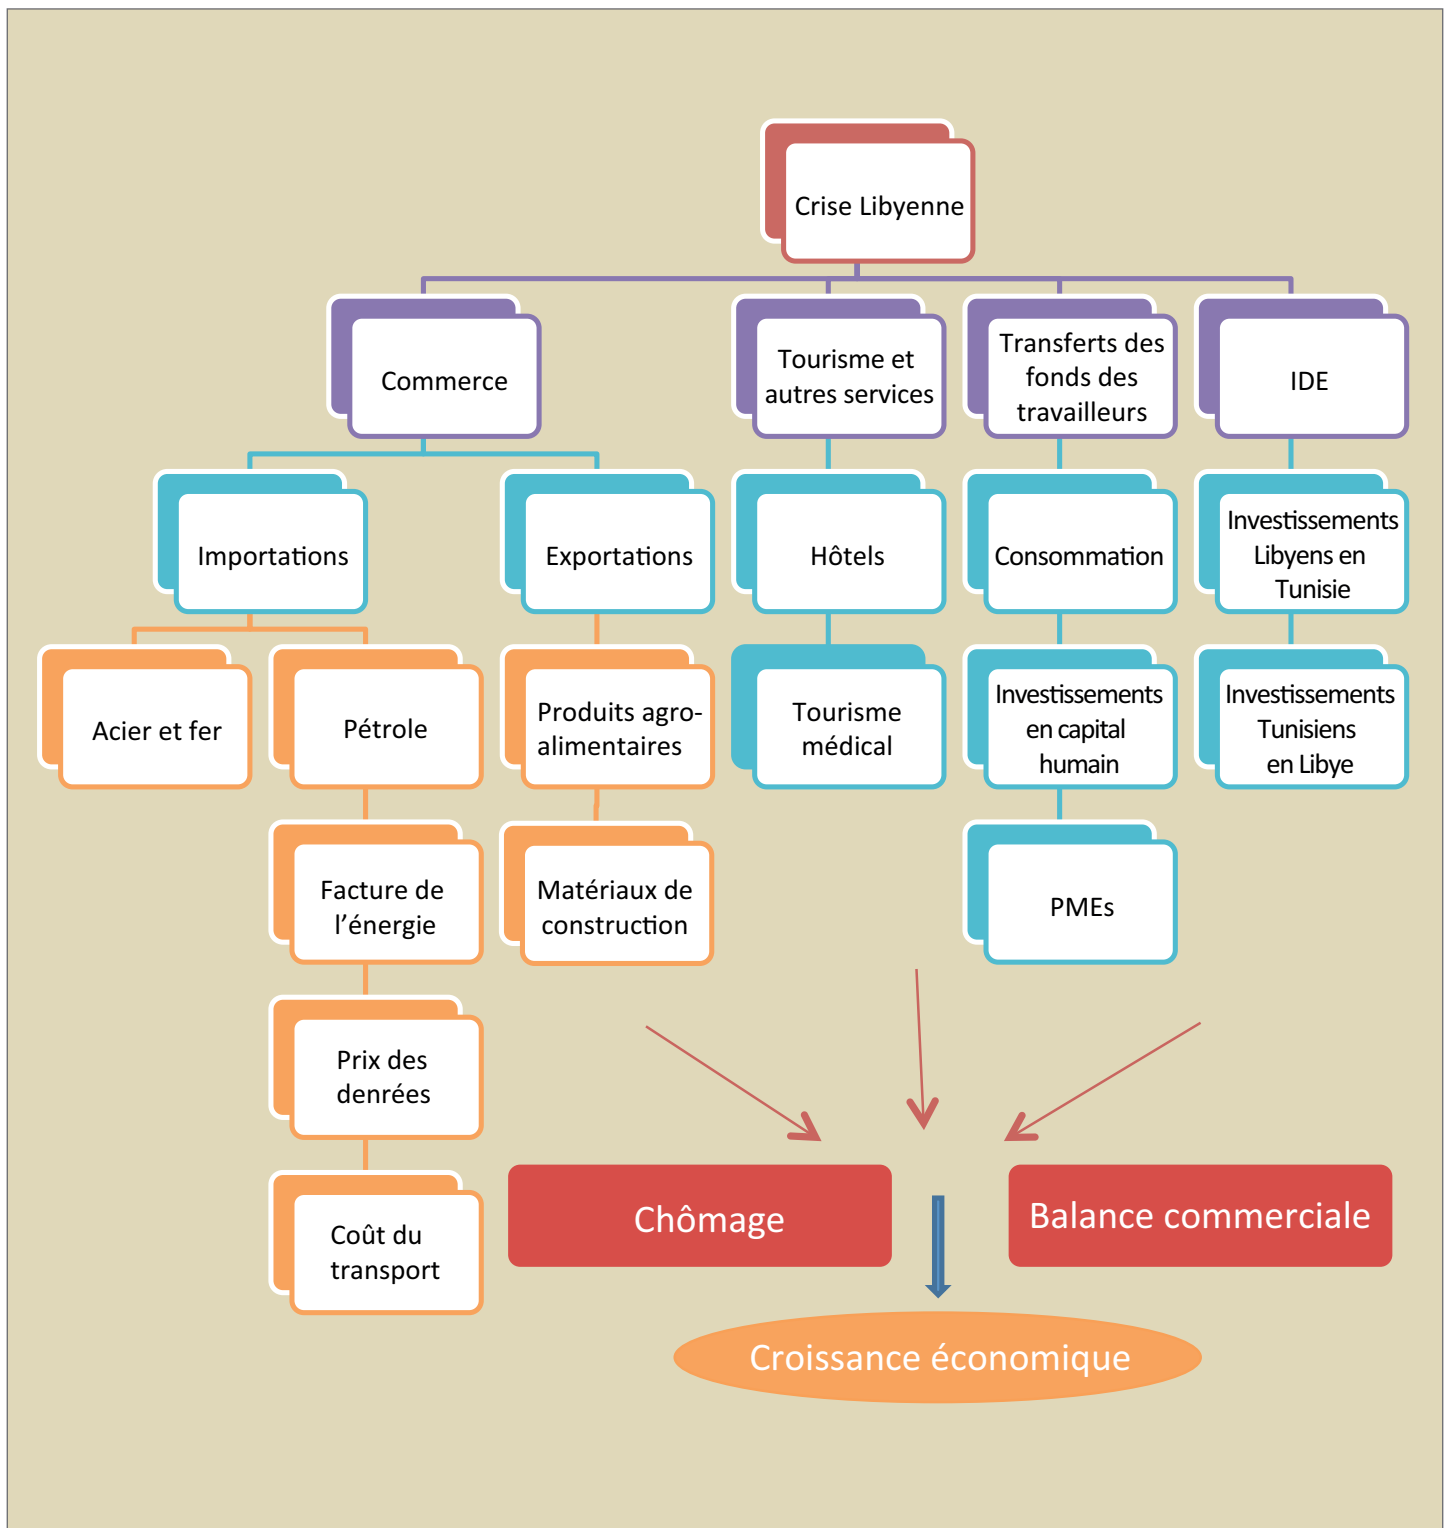 Crise Libyenne
Commerce
Tourisme et
autres services
Transferts des
fonds des
travailleurs
IDE
Importations
Exportations
Hôtels
Consommation
Investissements
Libyens en
Tunisie
Acier et fer
Pétrole
Produits agro-
alimentaires
Tourisme
médical
Investissements
en capital
humain
Investissements
Tunisiens
en Libye
Facture de
l’énergie
Matériaux de
construction
PMEs
Prix des
denrées
Coût du
transport
Chômage
Balance commerciale
Croissance économique